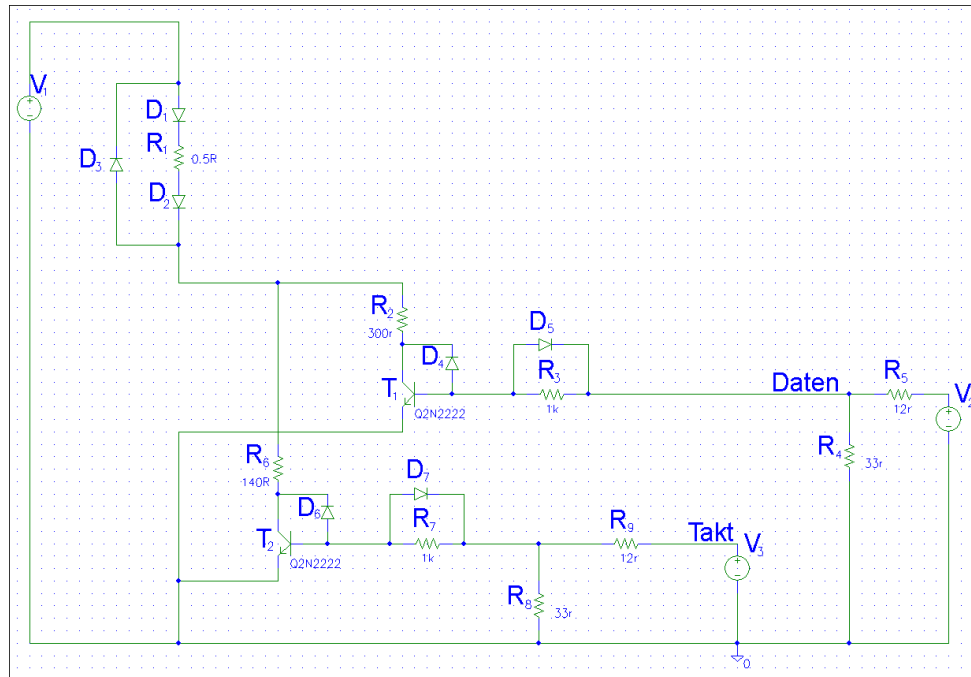 V1
D1
R1
0.5R
D3
D2
R2
300r
D5
D4
R3
1k
T1
Q2N2222
Daten
R5
12r
V2
R4
33r
R6
140R
D7
D6
R7
1k
T2
Q2N2222
R9
12r
Takt
V3
R8
33r
0